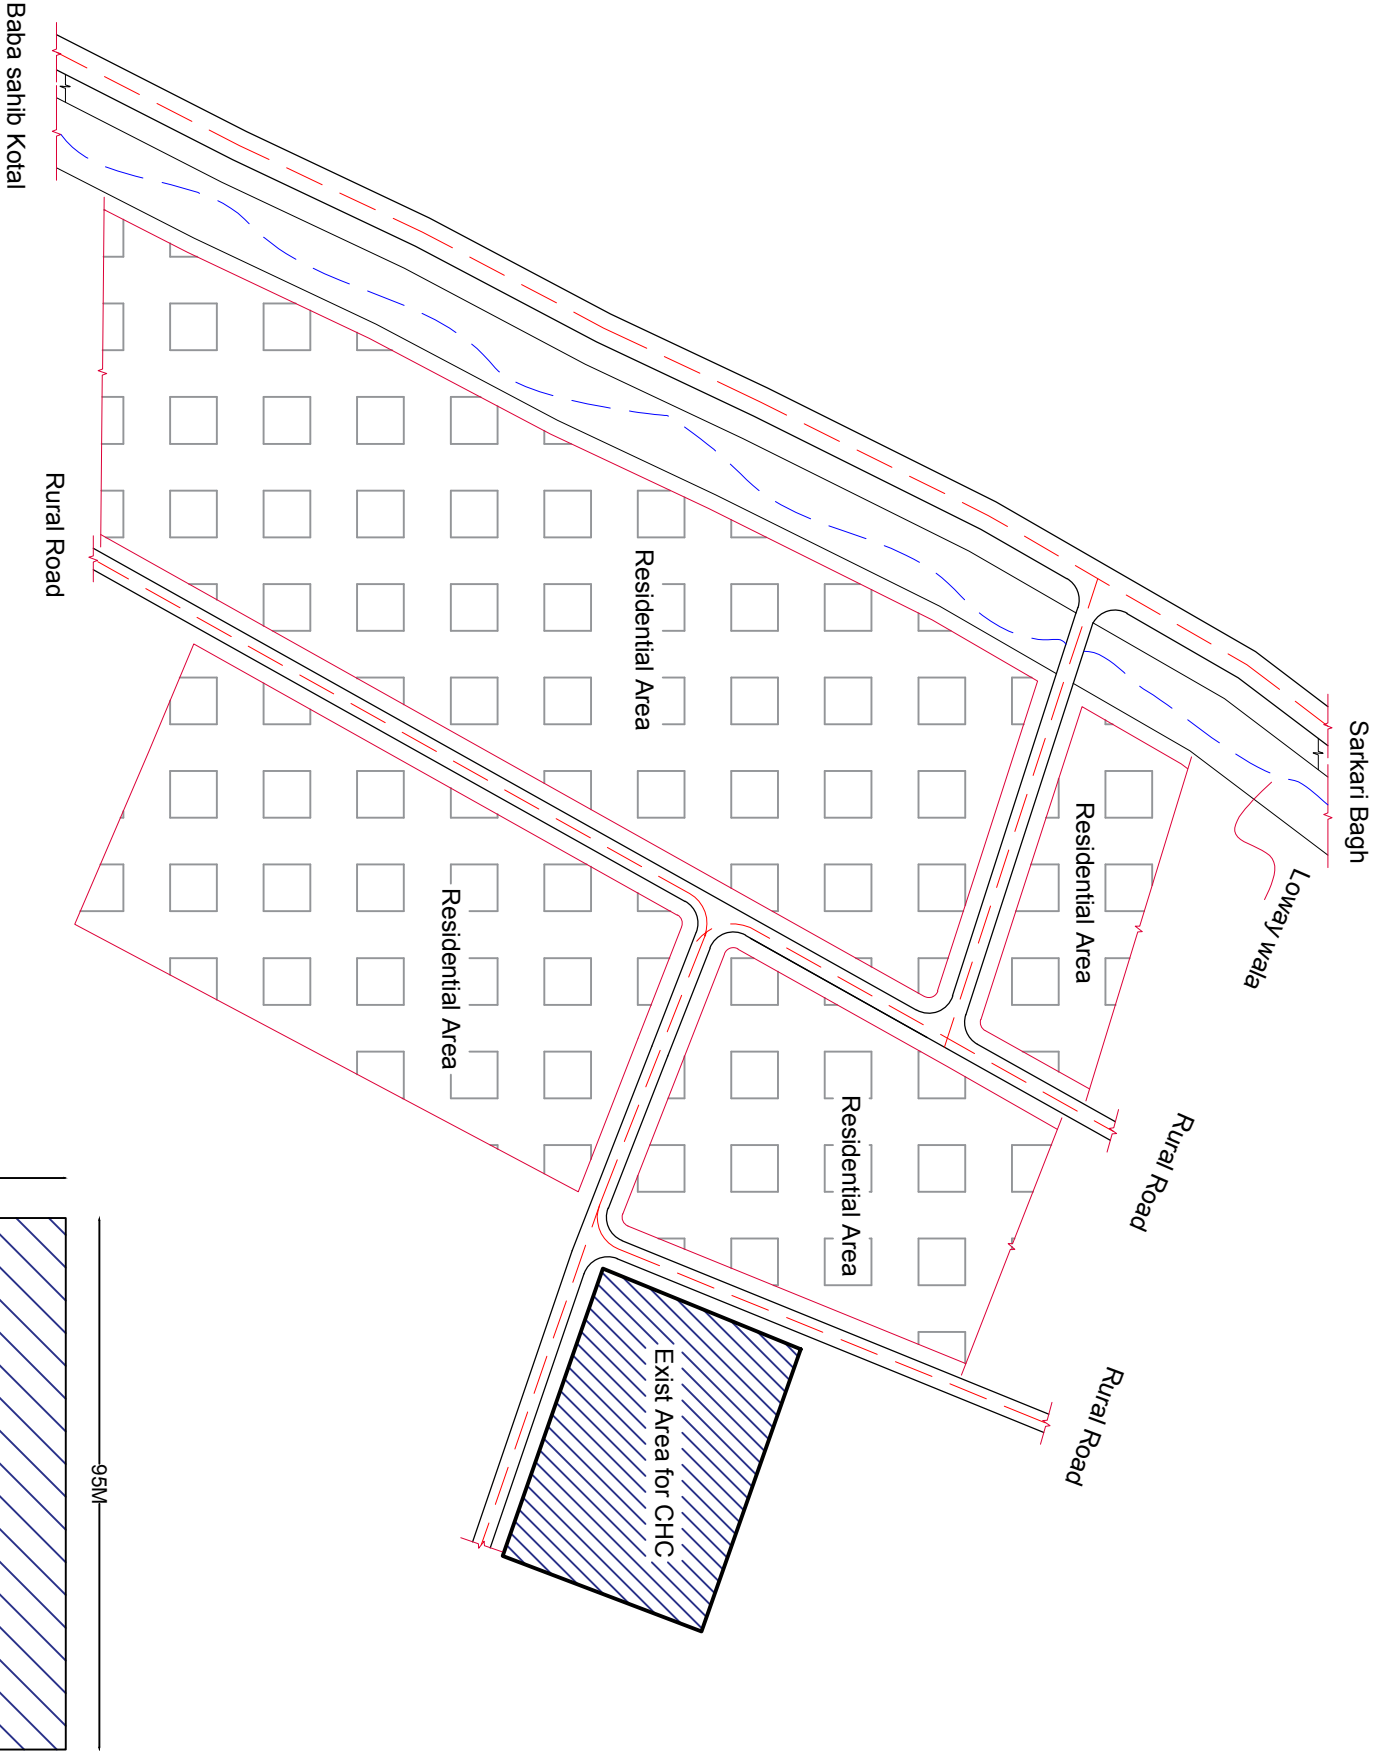 Baba sahib Kotal
Sarkari Bagh
Loway wala
Rural Road
Residential Area
Residential Area
Residential Area
Residential Area
Rural Road
Rural Road
Exist Area for CHC
95M